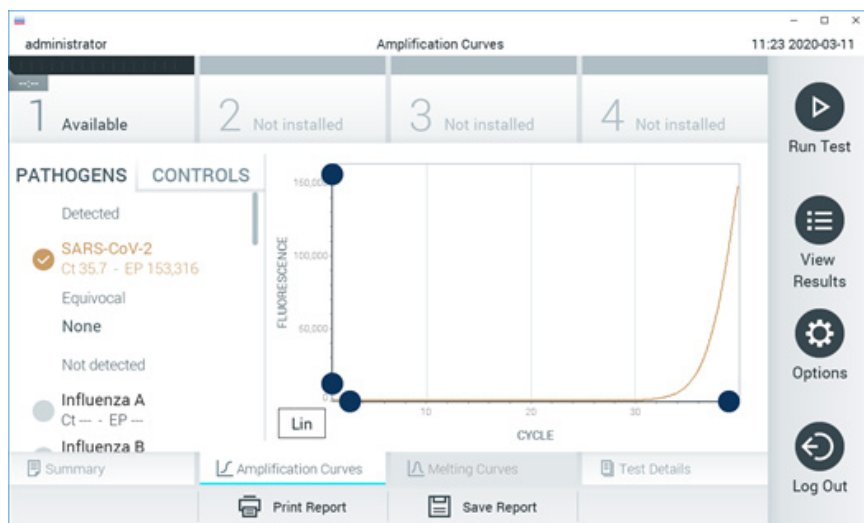 administrator
Amplification Curves
11:23 2020-03-11
--:--
1 Available
2 Not installed
3 Not installed
4 Not installed
Run Test
View
Results
Options
Log Out
PATHOGENS
CONTROLS
Detected
SARS-CoV-2
Ct 35.7 - EP 153,316
Equivocal
None
Not detected
Influenza A
Ct --- - EP ---
Influenza B
150,000
100,000
50,000
0
FLUORESCENCE
10
20
30
CYCLE
Lin
Summary
Amplification Curves
Melting Curves
Test Details
Print Report
Save Report